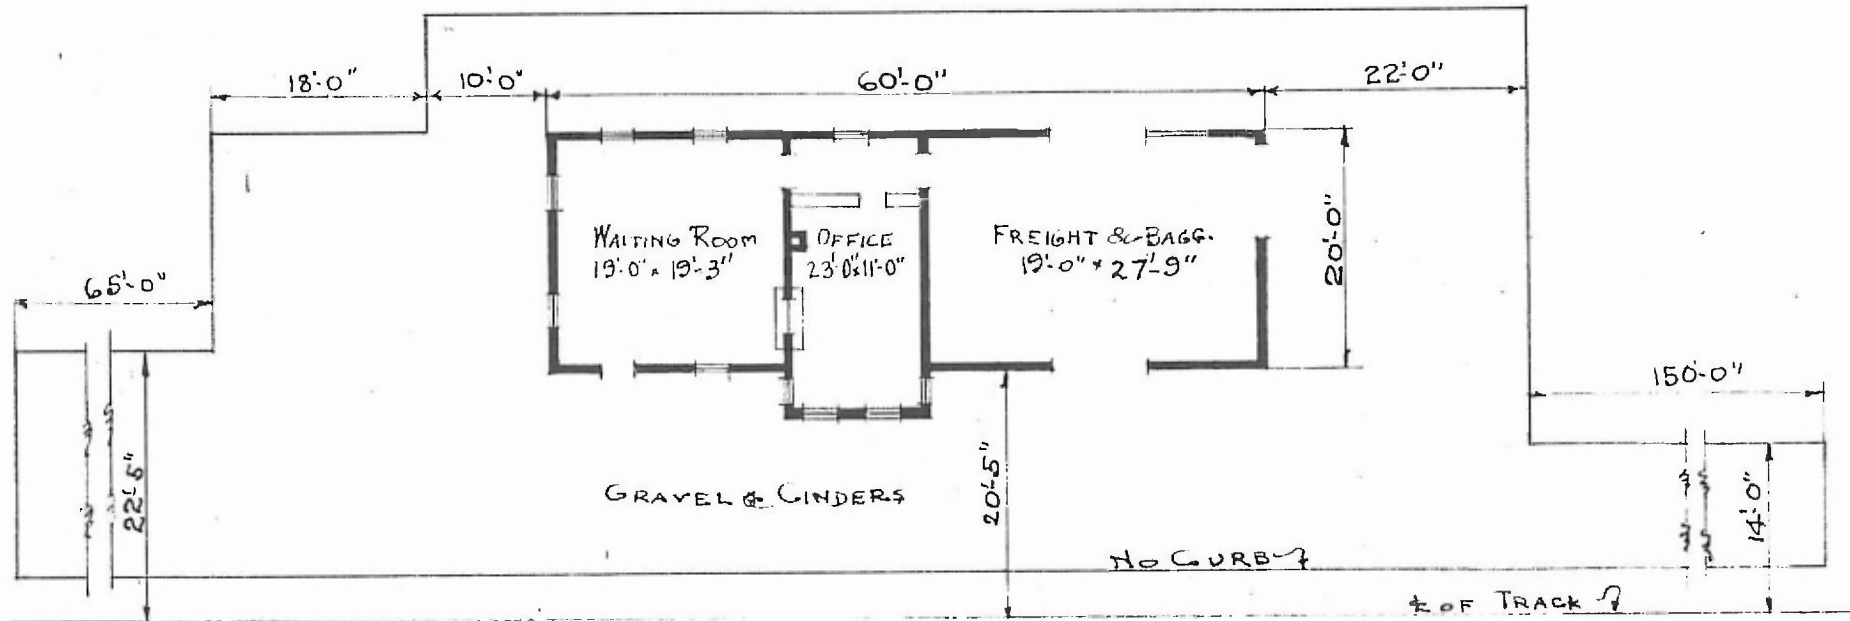 18'-0"
10'-0"
60'-0"
22'-0"
WAITING ROOM
19'-0" x 19'-3"
OFFICE
23'-0"x11'-0"
FREIGHT & BAGG.
19'-0" x 27'-9"
20'-0"
65'-0"
150'-0"
22'-5"
GRAVEL & CINDERS
20'-5"
14'-0"
NO CURB
℄ OF TRACK